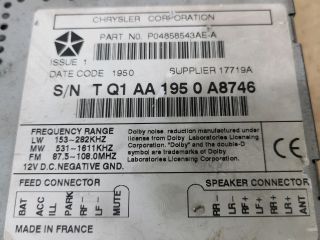 CHRYSLER CORPORATION
PART NO. P04858543AE-A
ISSUE 1
DATE CODE 1950 SUPPLIER 17719A
S/N T Q1 AA 195 0 A8746
FREQUENCY RANGE
LW 153-282KHZ
MW 531-1611KHZ
FM 87.5-108.0MHZ
12V D.C. NEGATIVE GND.
Dolby noise reduction manufactured
under license from Dolby
Laboratories Licensing
Corporation. "Dolby" and the
double-D symbol are trademarks of
Dolby Laboratories Licensing Corporation.
FEED CONNECTOR
BAT
ACC
ILL
PARK
RF-
LF-
MUTE
SPEAKER CONNECTOR
RR-
LR-
RF+
LF+
RR+
LR+
ANT
MADE IN FRANCE